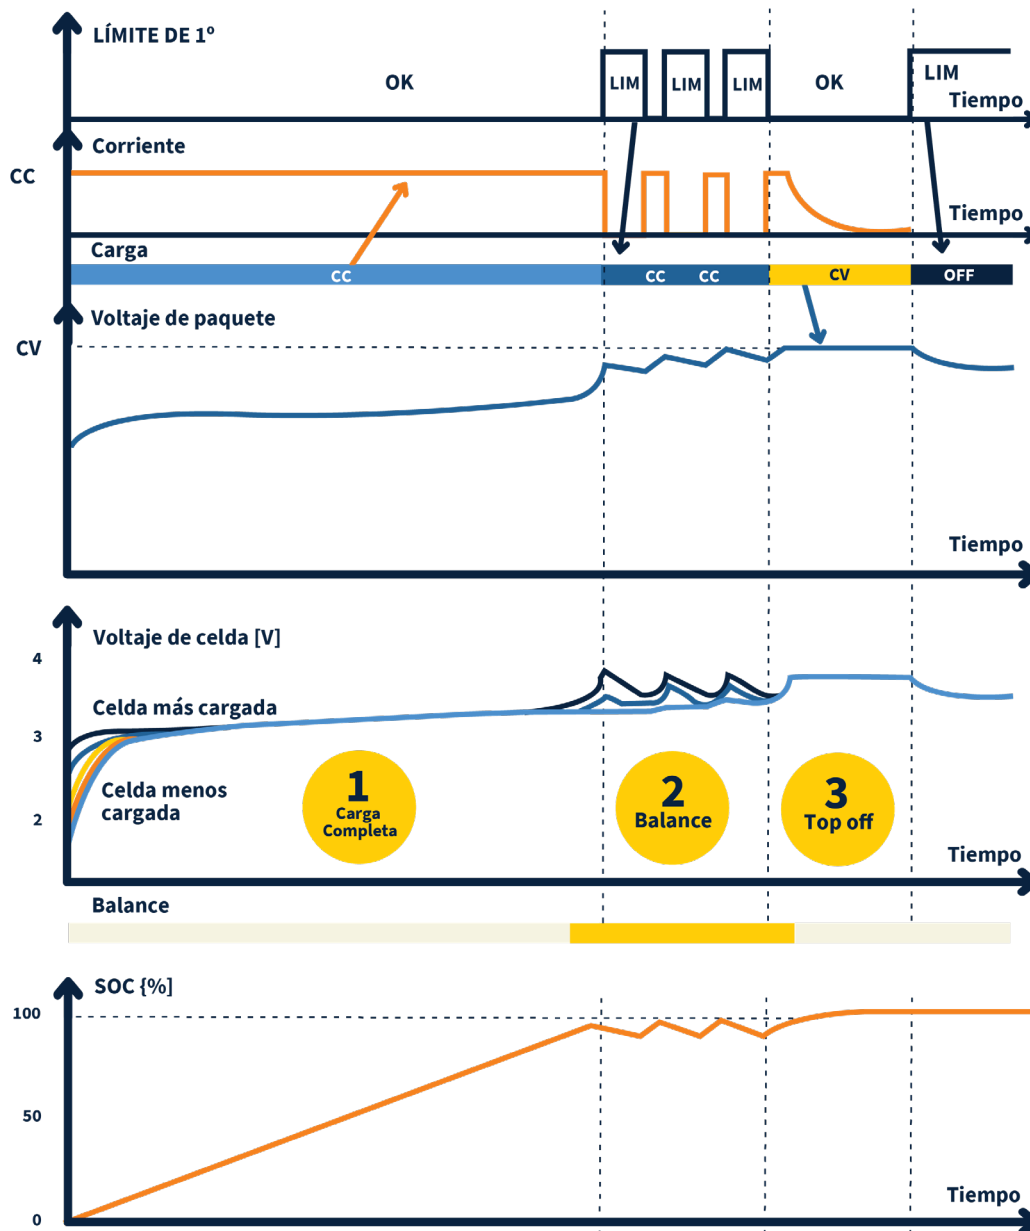 LÍMITE DE 1º
OK
LIM
LIM
LIM
OK
LIM
Tiempo
Corriente
CC
Tiempo
Carga
CC
CC
CC
CV
OFF
Voltaje de paquete
CV
Tiempo
Voltaje de celda [V]
4
Celda más cargada
3
Celda menos
cargada
2
1
Carga
Completa
2
Balance
3
Top off
Tiempo
Balance
SOC {%]
100
50
Tiempo
0